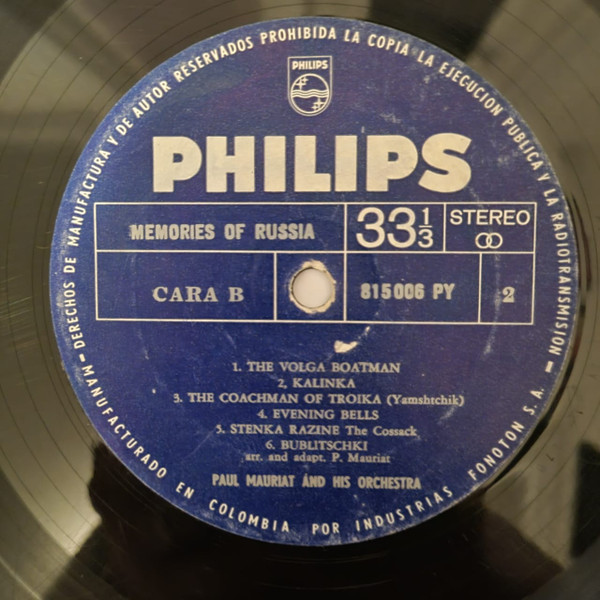 DERECHOS DE MANUFACTURA Y DE AUTOR RESERVADOS PROHIBIDA LA COPIA LA EJECUCION PUBLICA Y LA RADIOTRANSMISION -
PHILIPS
PHILIPS
MEMORIES OF RUSSIA
33 1/3
STEREO
CARA B
815006 PY
2
1. THE VOLGA BOATMAN
2, KALINKA
3. THE COACHMAN OF TROIKA (Yamshtchik)
4. EVENING BELLS
5. STENKA RAZINE The Cossack
6. BUBLITSCHKI
arr. and adapt. P. Mauriat
PAUL MAURIAT AND HIS ORCHESTRA
MANUFACTURADO EN COLOMBIA POR INDUSTRIAS FONOTON S.A. -